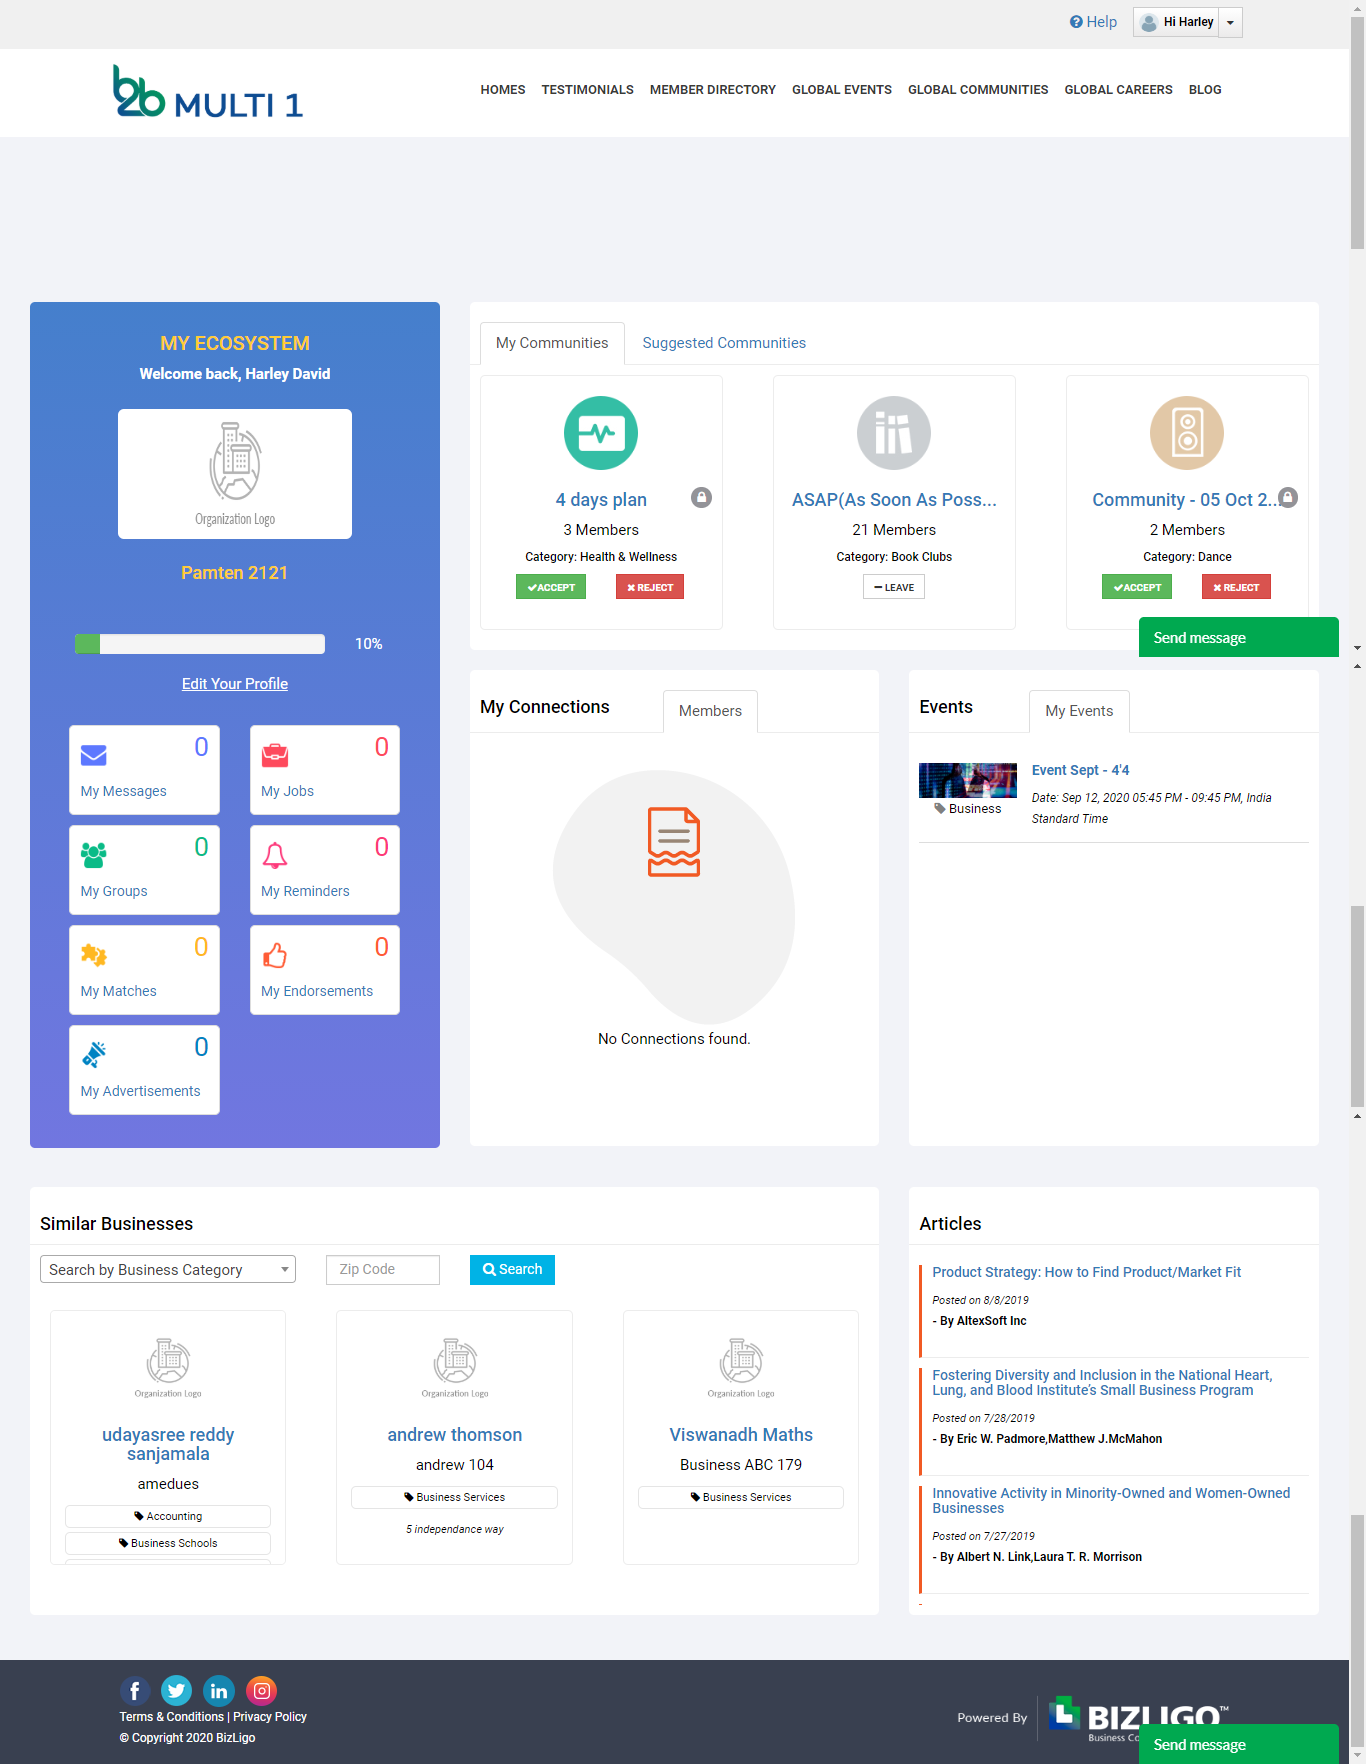 Help
Hi Harley
b2b MULTI 1
HOMES TESTIMONIALS MEMBER DIRECTORY GLOBAL EVENTS GLOBAL COMMUNITIES GLOBAL CAREERS BLOG
MY ECOSYSTEM
Welcome back, Harley David
Organization Logo
Pamten 2121
10%
Edit Your Profile
0
My Messages
0
My Jobs
0
My Groups
0
My Reminders
0
My Matches
0
My Endorsements
0
My Advertisements
My Communities
Suggested Communities
4 days plan
3 Members
Category: Health & Wellness
ACCEPT
REJECT
ASAP(As Soon As Poss...
21 Members
Category: Book Clubs
LEAVE
Community - 05 Oct 2...
2 Members
Category: Dance
ACCEPT
REJECT
Send message
My Connections
Members
No Connections found.
Events
My Events
Business
Event Sept - 4'4
Date: Sep 12, 2020 05:45 PM - 09:45 PM, India
Standard Time
Similar Businesses
Search by Business Category
Zip Code
Search
Organization Logo
udayasree reddy
sanjamala
amedues
Accounting
Business Schools
Organization Logo
andrew thomson
andrew 104
Business Services
5 independance way
Organization Logo
Viswanadh Maths
Business ABC 179
Business Services
Articles
Product Strategy: How to Find Product/Market Fit
Posted on 8/8/2019
- By AltexSoft Inc
Fostering Diversity and Inclusion in the National Heart,
Lung, and Blood Institute's Small Business Program
Posted on 7/28/2019
- By Eric W. Padmore,Matthew J.McMahon
Innovative Activity in Minority-Owned and Women-Owned
Businesses
Posted on 7/27/2019
- By Albert N. Link,Laura T. R. Morrison
Terms & Conditions | Privacy Policy
© Copyright 2020 BizLigo
Powered By
BIZLIGO™
Business
Send message